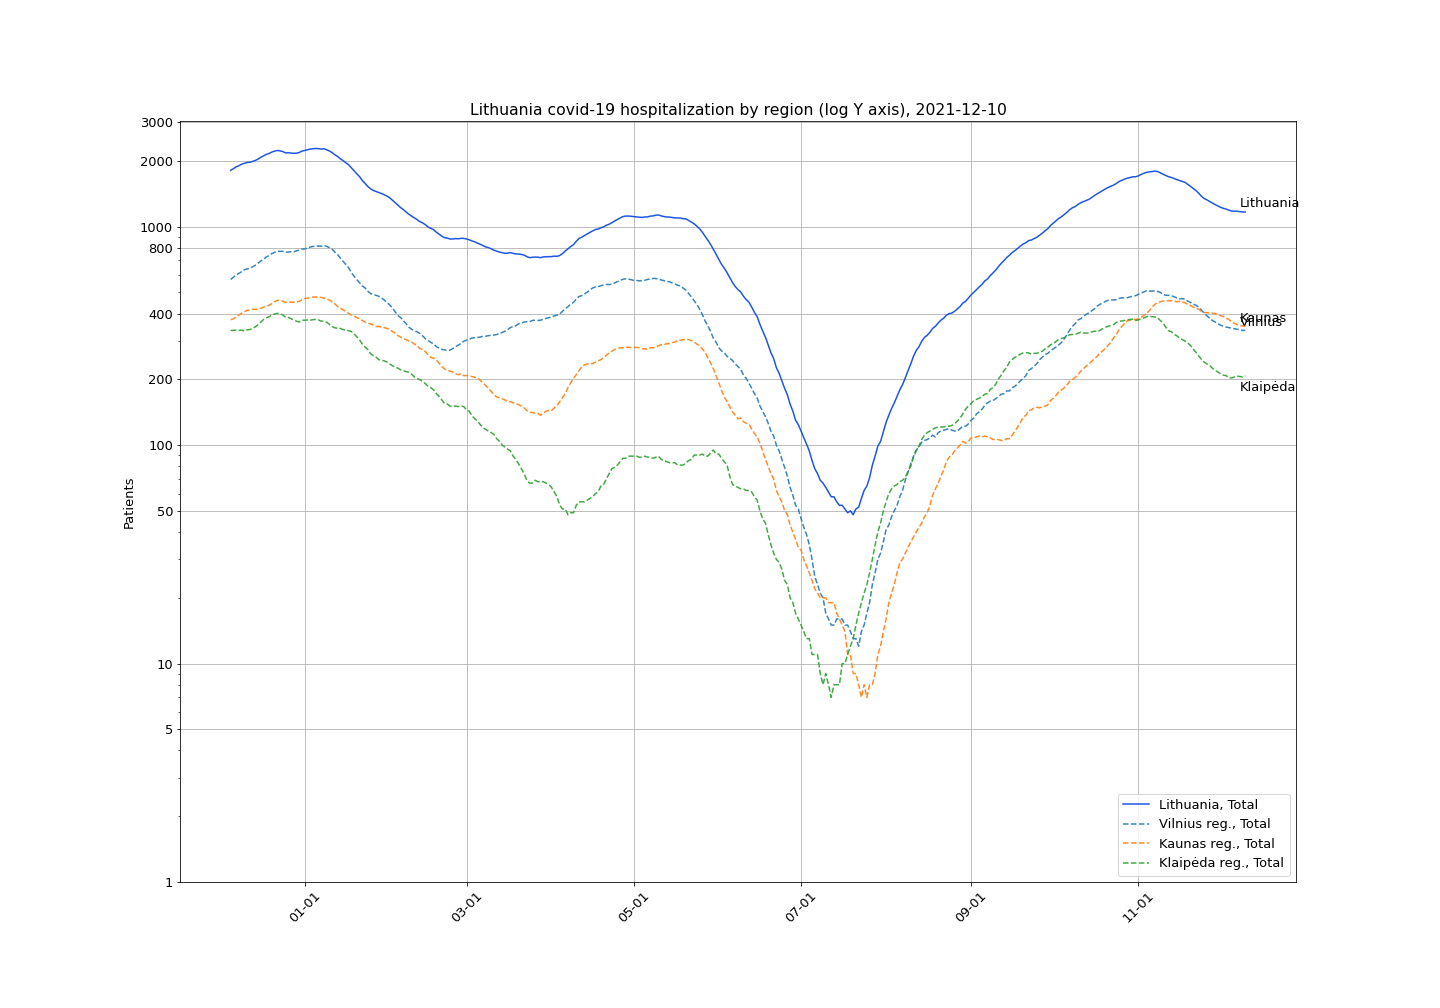 Lithuania covid-19 hospitalization by region (log Y axis), 2021-12-10
3000
2000
1000
800
400
200
100
50
10
5
1
Patients
Lithuania
Kaunas
Vilnius
Klaipėda
Lithuania, Total
Vilnius reg., Total
Kaunas reg., Total
Klaipėda reg., Total
01-01
03-01
05-01
07-01
09-01
11-01